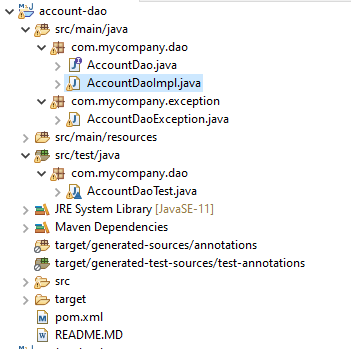 account-dao
src/main/java
com.mycompany.dao
AccountDao.java
AccountDaoImpl.java
com.mycompany.exception
AccountDaoException.java
src/main/resources
src/test/java
com.mycompany.dao
AccountDaoTest.java
JRE System Library [JavaSE-11]
Maven Dependencies
target/generated-sources/annotations
target/generated-test-sources/test-annotations
src
target
pom.xml
README.MD